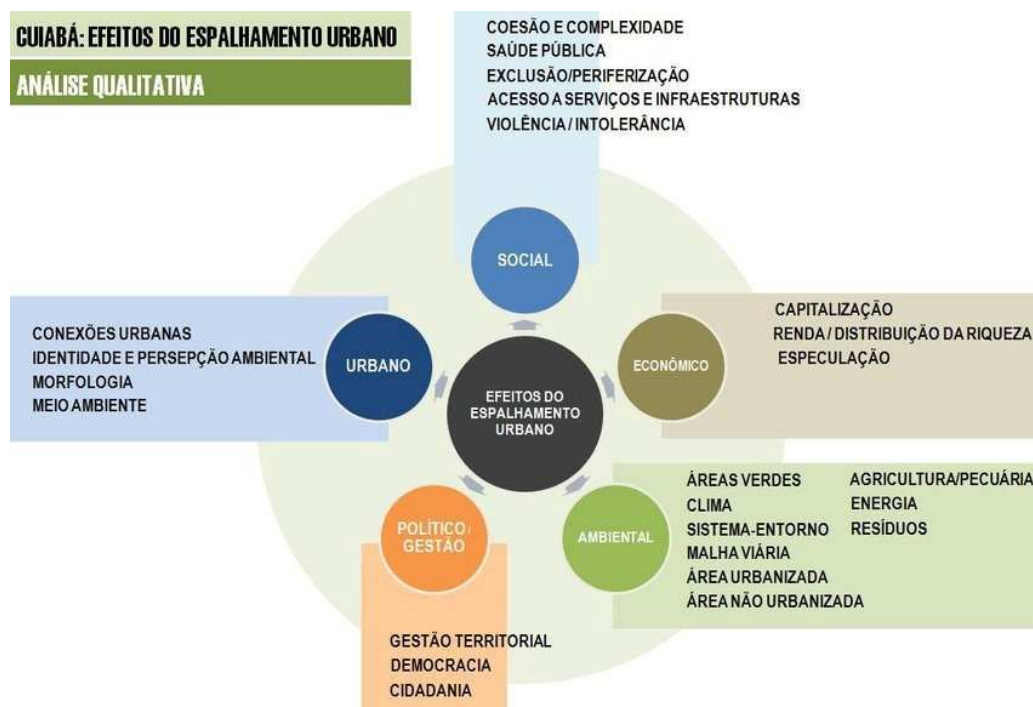 CUIABÁ: EFEITOS DO ESPALHAMENTO URBANO
ANÁLISE QUALITATIVA
COESÃO E COMPLEXIDADE
SAÚDE PÚBLICA
EXCLUSÃO/PERIFERIZAÇÃO
ACESSO A SERVIÇOS E INFRAESTRUTURAS
VIOLÊNCIA / INTOLERÂNCIA
SOCIAL
CONEXÕES URBANAS
IDENTIDADE E PERSEPÇÃO AMBIENTAL
MORFOLOGIA
MEIO AMBIENTE
URBANO
CAPITALIZAÇÃO
RENDA / DISTRIBUIÇÃO DA RIQUEZA
ESPECULAÇÃO
ECONÔMICO
EFEITOS DO
ESPALHAMENTO
URBANO
POLÍTICO /
GESTÃO
GESTÃO TERRITORIAL
DEMOCRACIA
CIDADANIA
AMBIENTAL
ÁREAS VERDES
CLIMA
SISTEMA-ENTORNO
MALHA VIÁRIA
ÁREA URBANIZADA
ÁREA NÃO URBANIZADA
AGRICULTURA/PECUÁRIA
ENERGIA
RESÍDUOS